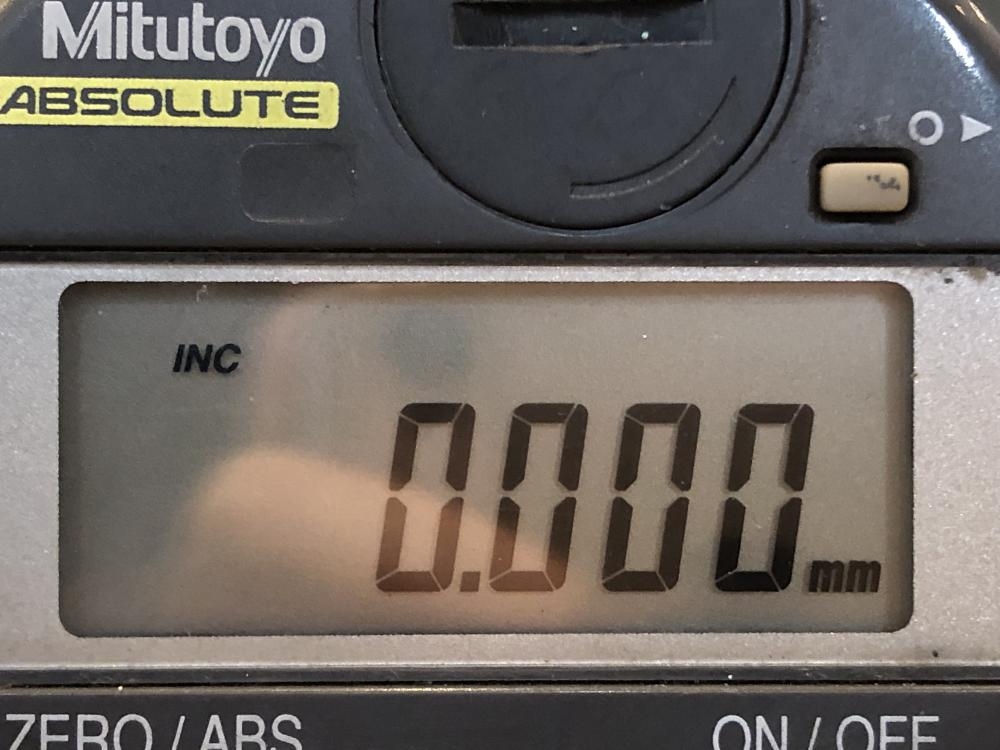 Mitutoyo
ABSOLUTE
INC
0.000 mm
ZERO / ABS
ON / OFF